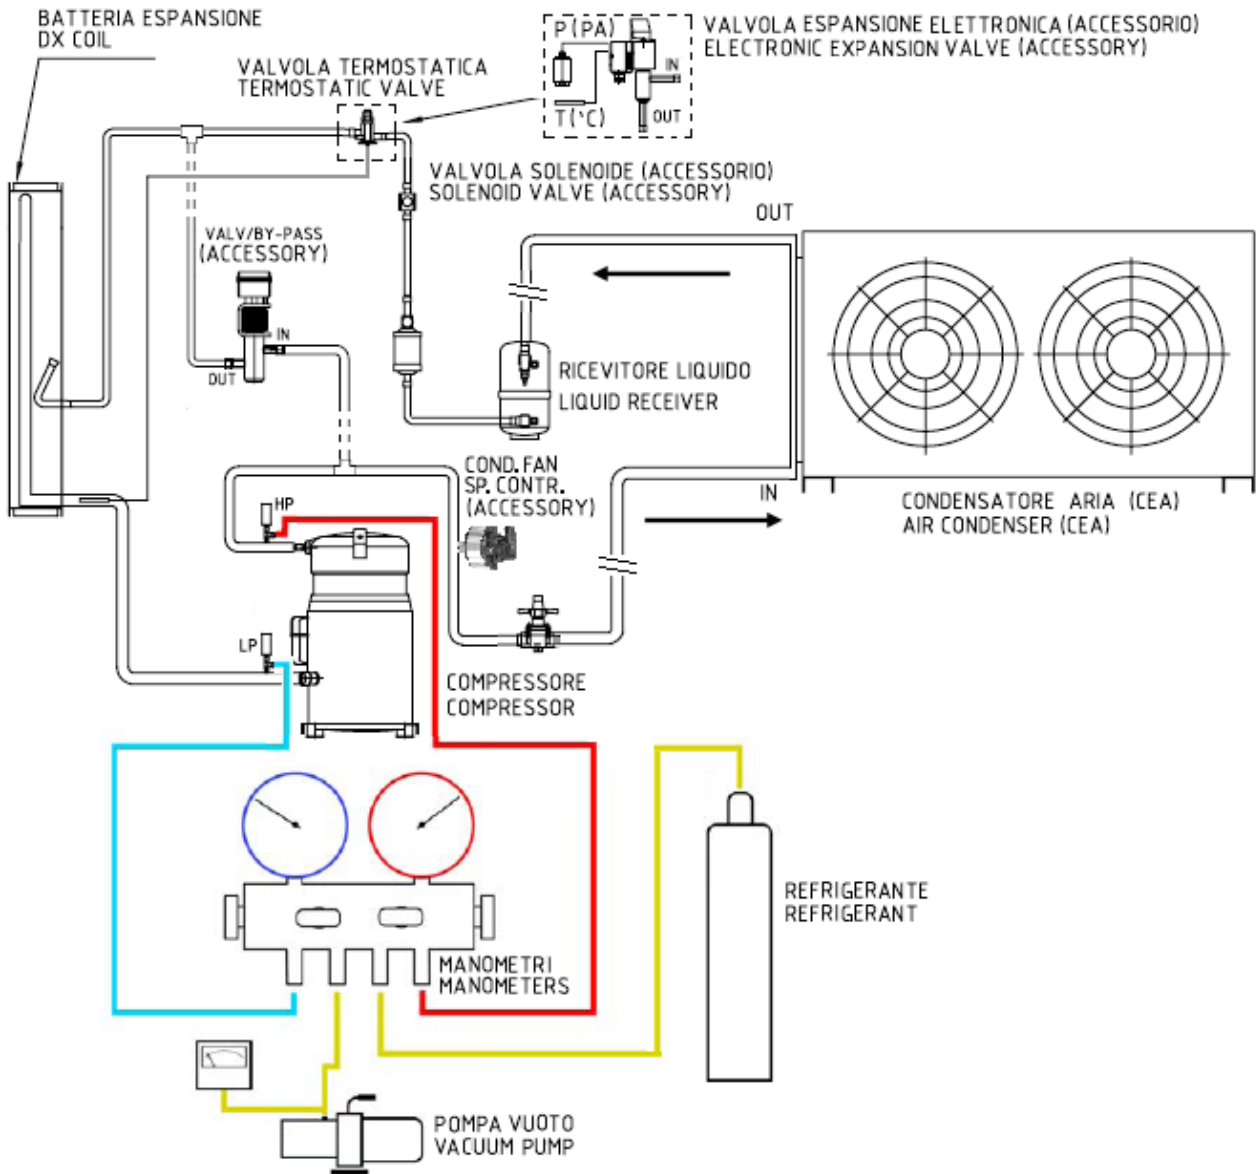 BATTERIA ESPANSIONE
DX COIL
P(PA)
T(°C)
IN
OUT
VALVOLA ESPANSIONE ELETTRONICA (ACCESSORIO)
ELECTRONIC EXPANSION VALVE (ACCESSORY)
VALVOLA TERMOSTATICA
TERMOSTATIC VALVE
VALVOLA SOLENOIDE (ACCESSORIO)
SOLENOID VALVE (ACCESSORY)
OUT
VALV/BY-PASS
(ACCESSORY)
IN
OUT
RICEVITORE LIQUIDO
LIQUID RECEIVER
COND. FAN
SP. CONTR.
(ACCESSORY)
IN
CONDENSATORE ARIA (CEA)
AIR CONDENSER (CEA)
HP
LP
COMPRESSORE
COMPRESSOR
REFRIGERANTE
REFRIGERANT
MANOMETRI
MANOMETERS
POMPA VUOTO
VACUUM PUMP